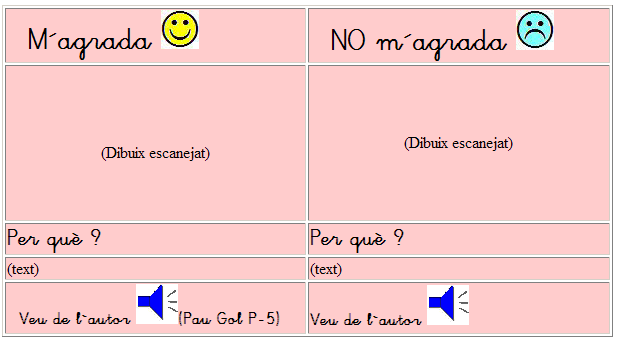 M´agrada
NO m´agrada
(Dibuix escanejat)
(Dibuix escanejat)
Per què ?
Per què ?
(text)
(text)
Veu de l`autor (Pau Gol P-5)
Veu de l`autor